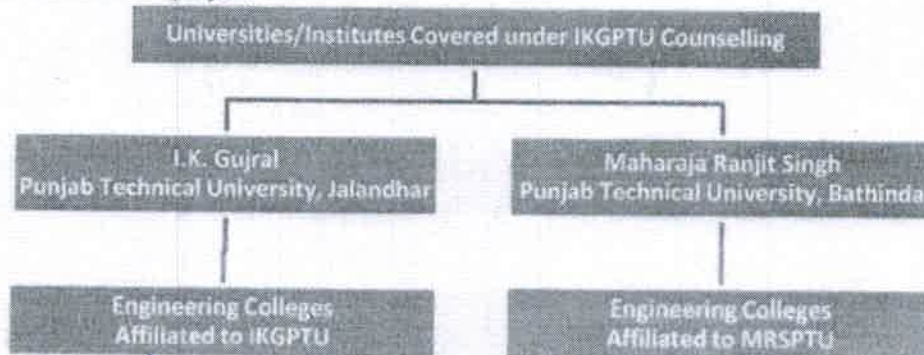 Universities/Institutes Covered under IKGPTU Counselling
I.K. Gujral
Punjab Technical University, Jalandhar
Maharaja Ranjit Singh
Punjab Technical University, Bathinda
Engineering Colleges
Affiliated to IKGPTU
Engineering Colleges
Affiliated to MRSPTU